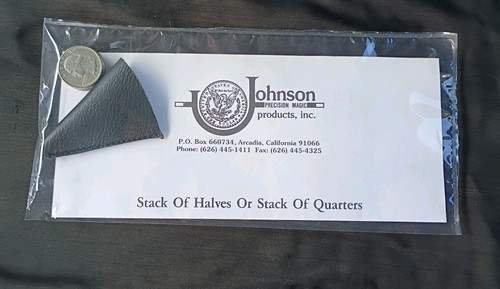 Johnson
PRECISION MAGIC
products, inc.
P.O. Box 660734, Arcadia, California 91066
Phone: (626) 445-1411 Fax: (626) 445-4325
Stack Of Halves Or Stack Of Quarters